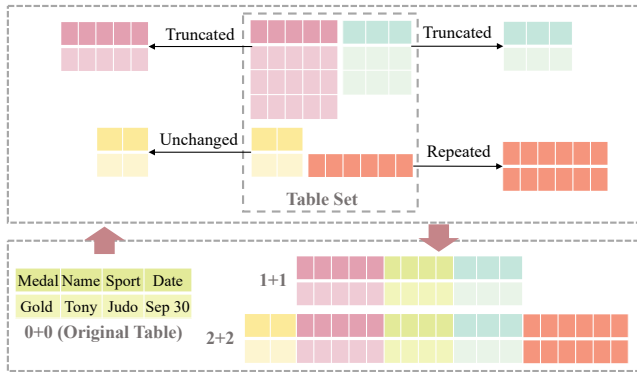 Truncated
Truncated
Unchanged
Repeated
Table Set
Medal Name Sport Date
Gold Tony Judo Sep 30
0+0 (Original Table)
1+1
2+2